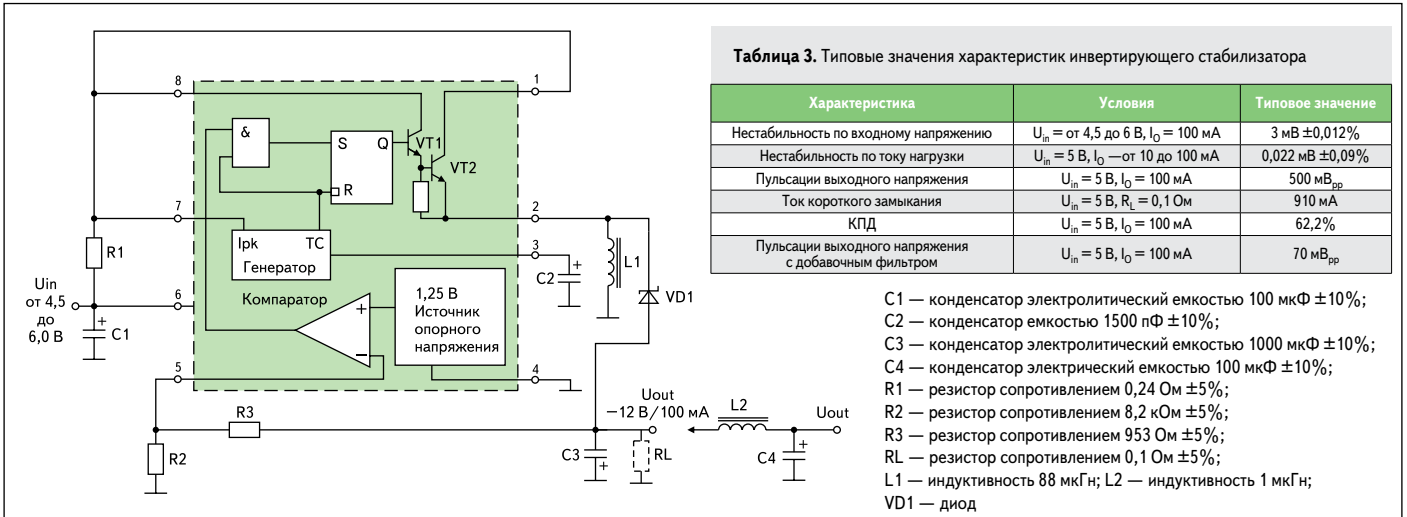 8
1
&
S
Q
VT1
VT2
R
7
2
Ipk
TC
Генератор
3
R1
C2
L1
VD1
Uin
от 4,5
до
6,0 В
6
Компаратор
1,25 В
Источник
опорного
напряжения
C1
5
4
R3
R2
Uout
−12 В/100 мА
L2
Uout
C3
RL
C4
Таблица 3. Типовые значения характеристик инвертирующего стабилизатора
Характеристика Условия Типовое значение
Нестабильность по входному напряжению Uin = от 4,5 до 6 В, IO = 100 мА 3 мВ ±0,012%
Нестабильность по току нагрузки Uin = 5 В, IO —от 10 до 100 мА 0,022 мВ ±0,09%
Пульсации выходного напряжения Uin = 5 В, IO = 100 мА 500 мВpp
Ток короткого замыкания Uin = 5 В, RL = 0,1 Ом 910 мА
КПД Uin = 5 В, IO = 100 мА 62,2%
Пульсации выходного напряжения
с добавочным фильтром Uin = 5 В, IO = 100 мА 70 мВpp
C1 — конденсатор электролитический емкостью 100 мкФ ±10%;
C2 — конденсатор емкостью 1500 пФ ±10%;
C3 — конденсатор электролитический емкостью 1000 мкФ ±10%;
C4 — конденсатор электрический емкостью 100 мкФ ±10%;
R1 — резистор сопротивлением 0,24 Ом ±5%;
R2 — резистор сопротивлением 8,2 кОм ±5%;
R3 — резистор сопротивлением 953 Ом ±5%;
RL — резистор сопротивлением 0,1 Ом ±5%;
L1 — индуктивность 88 мкГн; L2 — индуктивность 1 мкГн;
VD1 — диод